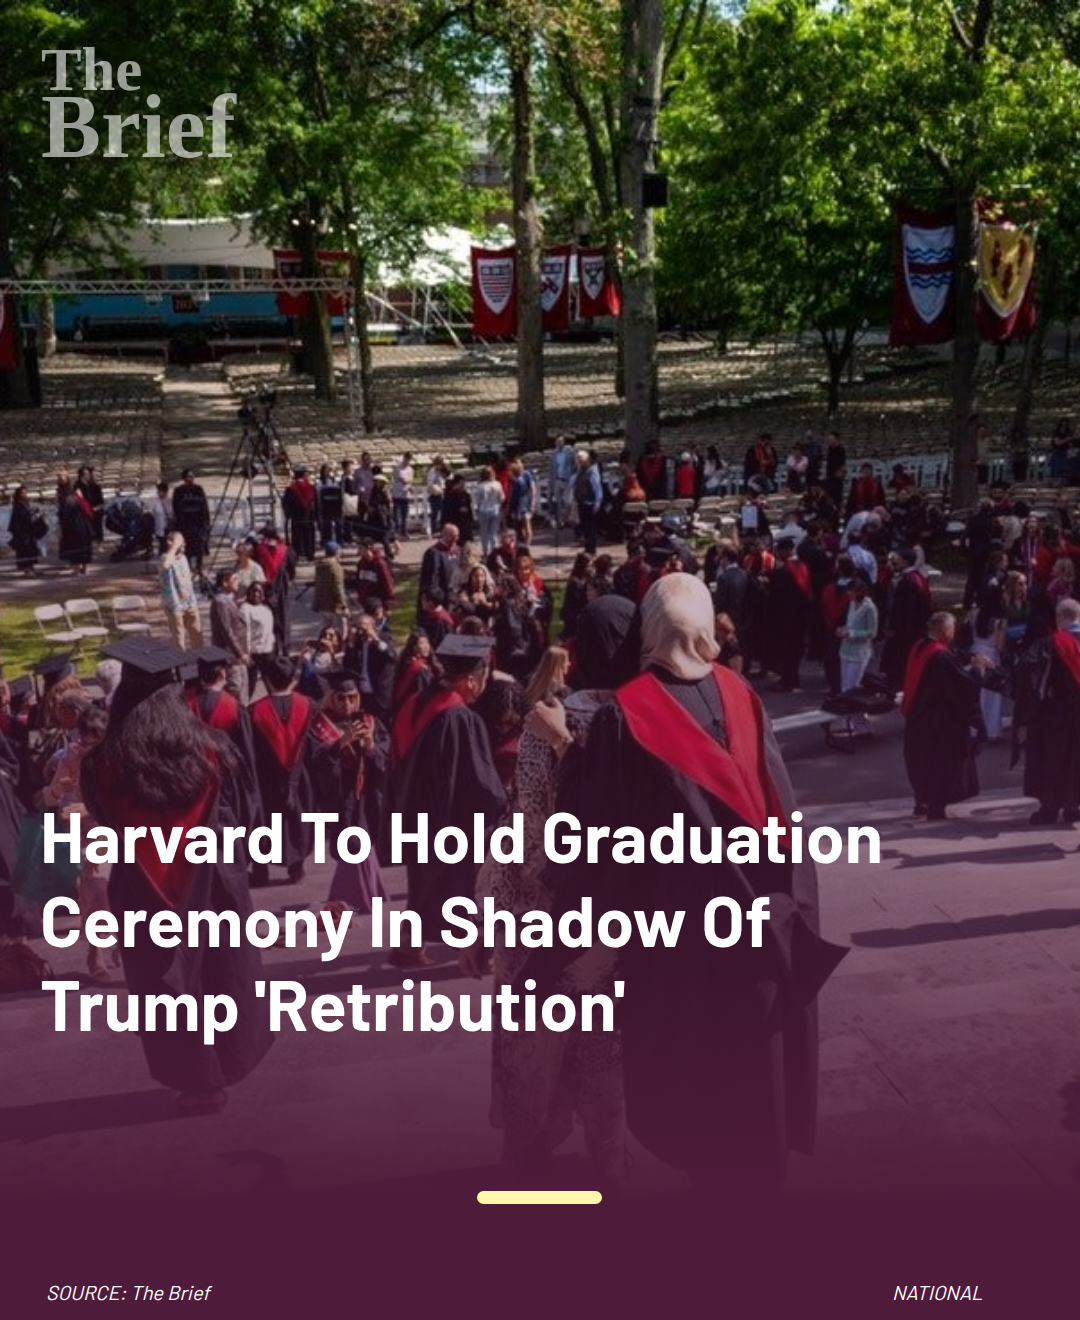 The
Brief
Harvard To Hold Graduation
Ceremony In Shadow Of
Trump 'Retribution'
SOURCE: The Brief
NATIONAL